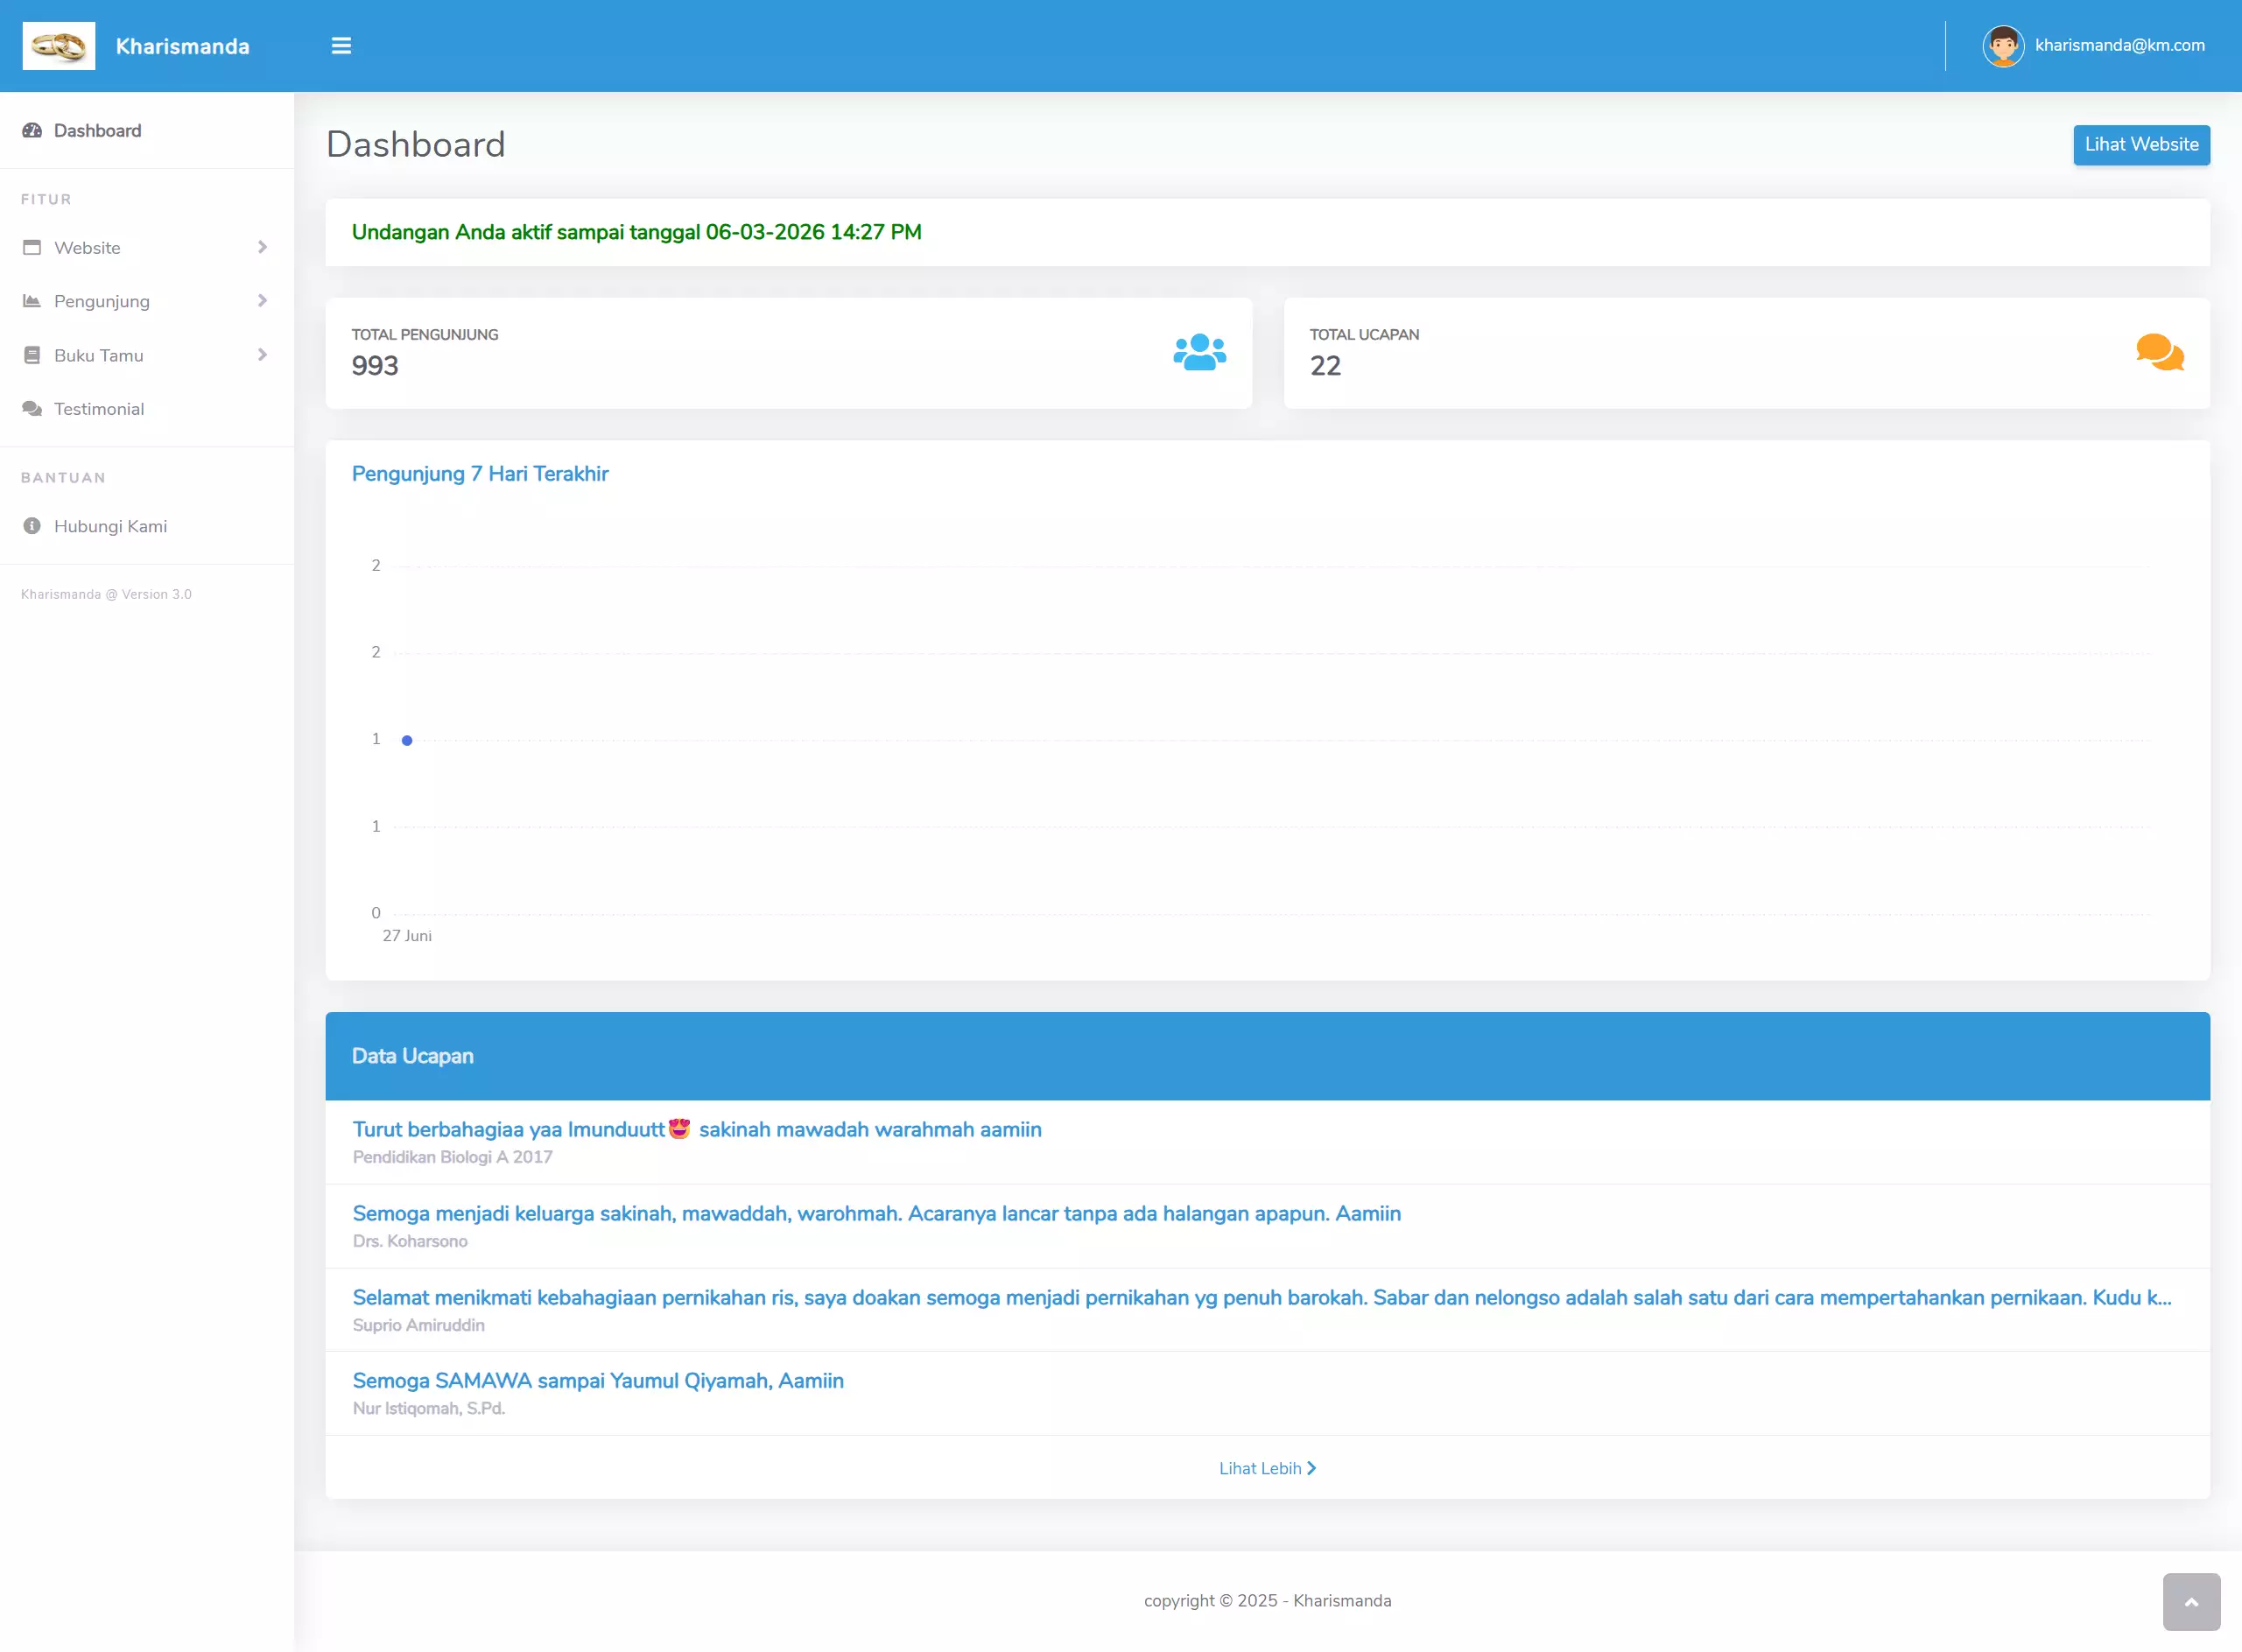 Kharismanda
kharismanda@km.com
Dashboard
FITUR
Website
Pengunjung
Buku Tamu
Testimonial
BANTUAN
Hubungi Kami
Kharismanda @ Version 3.0
Dashboard
Lihat Website
Undangan Anda aktif sampai tanggal 06-03-2026 14:27 PM
TOTAL PENGUNJUNG
993
TOTAL UCAPAN
22
Pengunjung 7 Hari Terakhir
2
2
1
1
0
27 Juni
Data Ucapan
Turut berbahagiaa yaa Imunduutt🤩 sakinah mawadah warahmah aamiin
Pendidikan Biologi A 2017
Semoga menjadi keluarga sakinah, mawaddah, warohmah. Acaranya lancar tanpa ada halangan apapun. Aamiin
Drs. Koharsono
Selamat menikmati kebahagiaan pernikahan ris, saya doakan semoga menjadi pernikahan yg penuh barokah. Sabar dan nelongso adalah salah satu dari cara mempertahankan pernikaan. Kudu k...
Suprio Amiruddin
Semoga SAMAWA sampai Yaumul Qiyamah, Aamiin
Nur Istiqomah, S.Pd.
Lihat Lebih
copyright © 2025 - Kharismanda